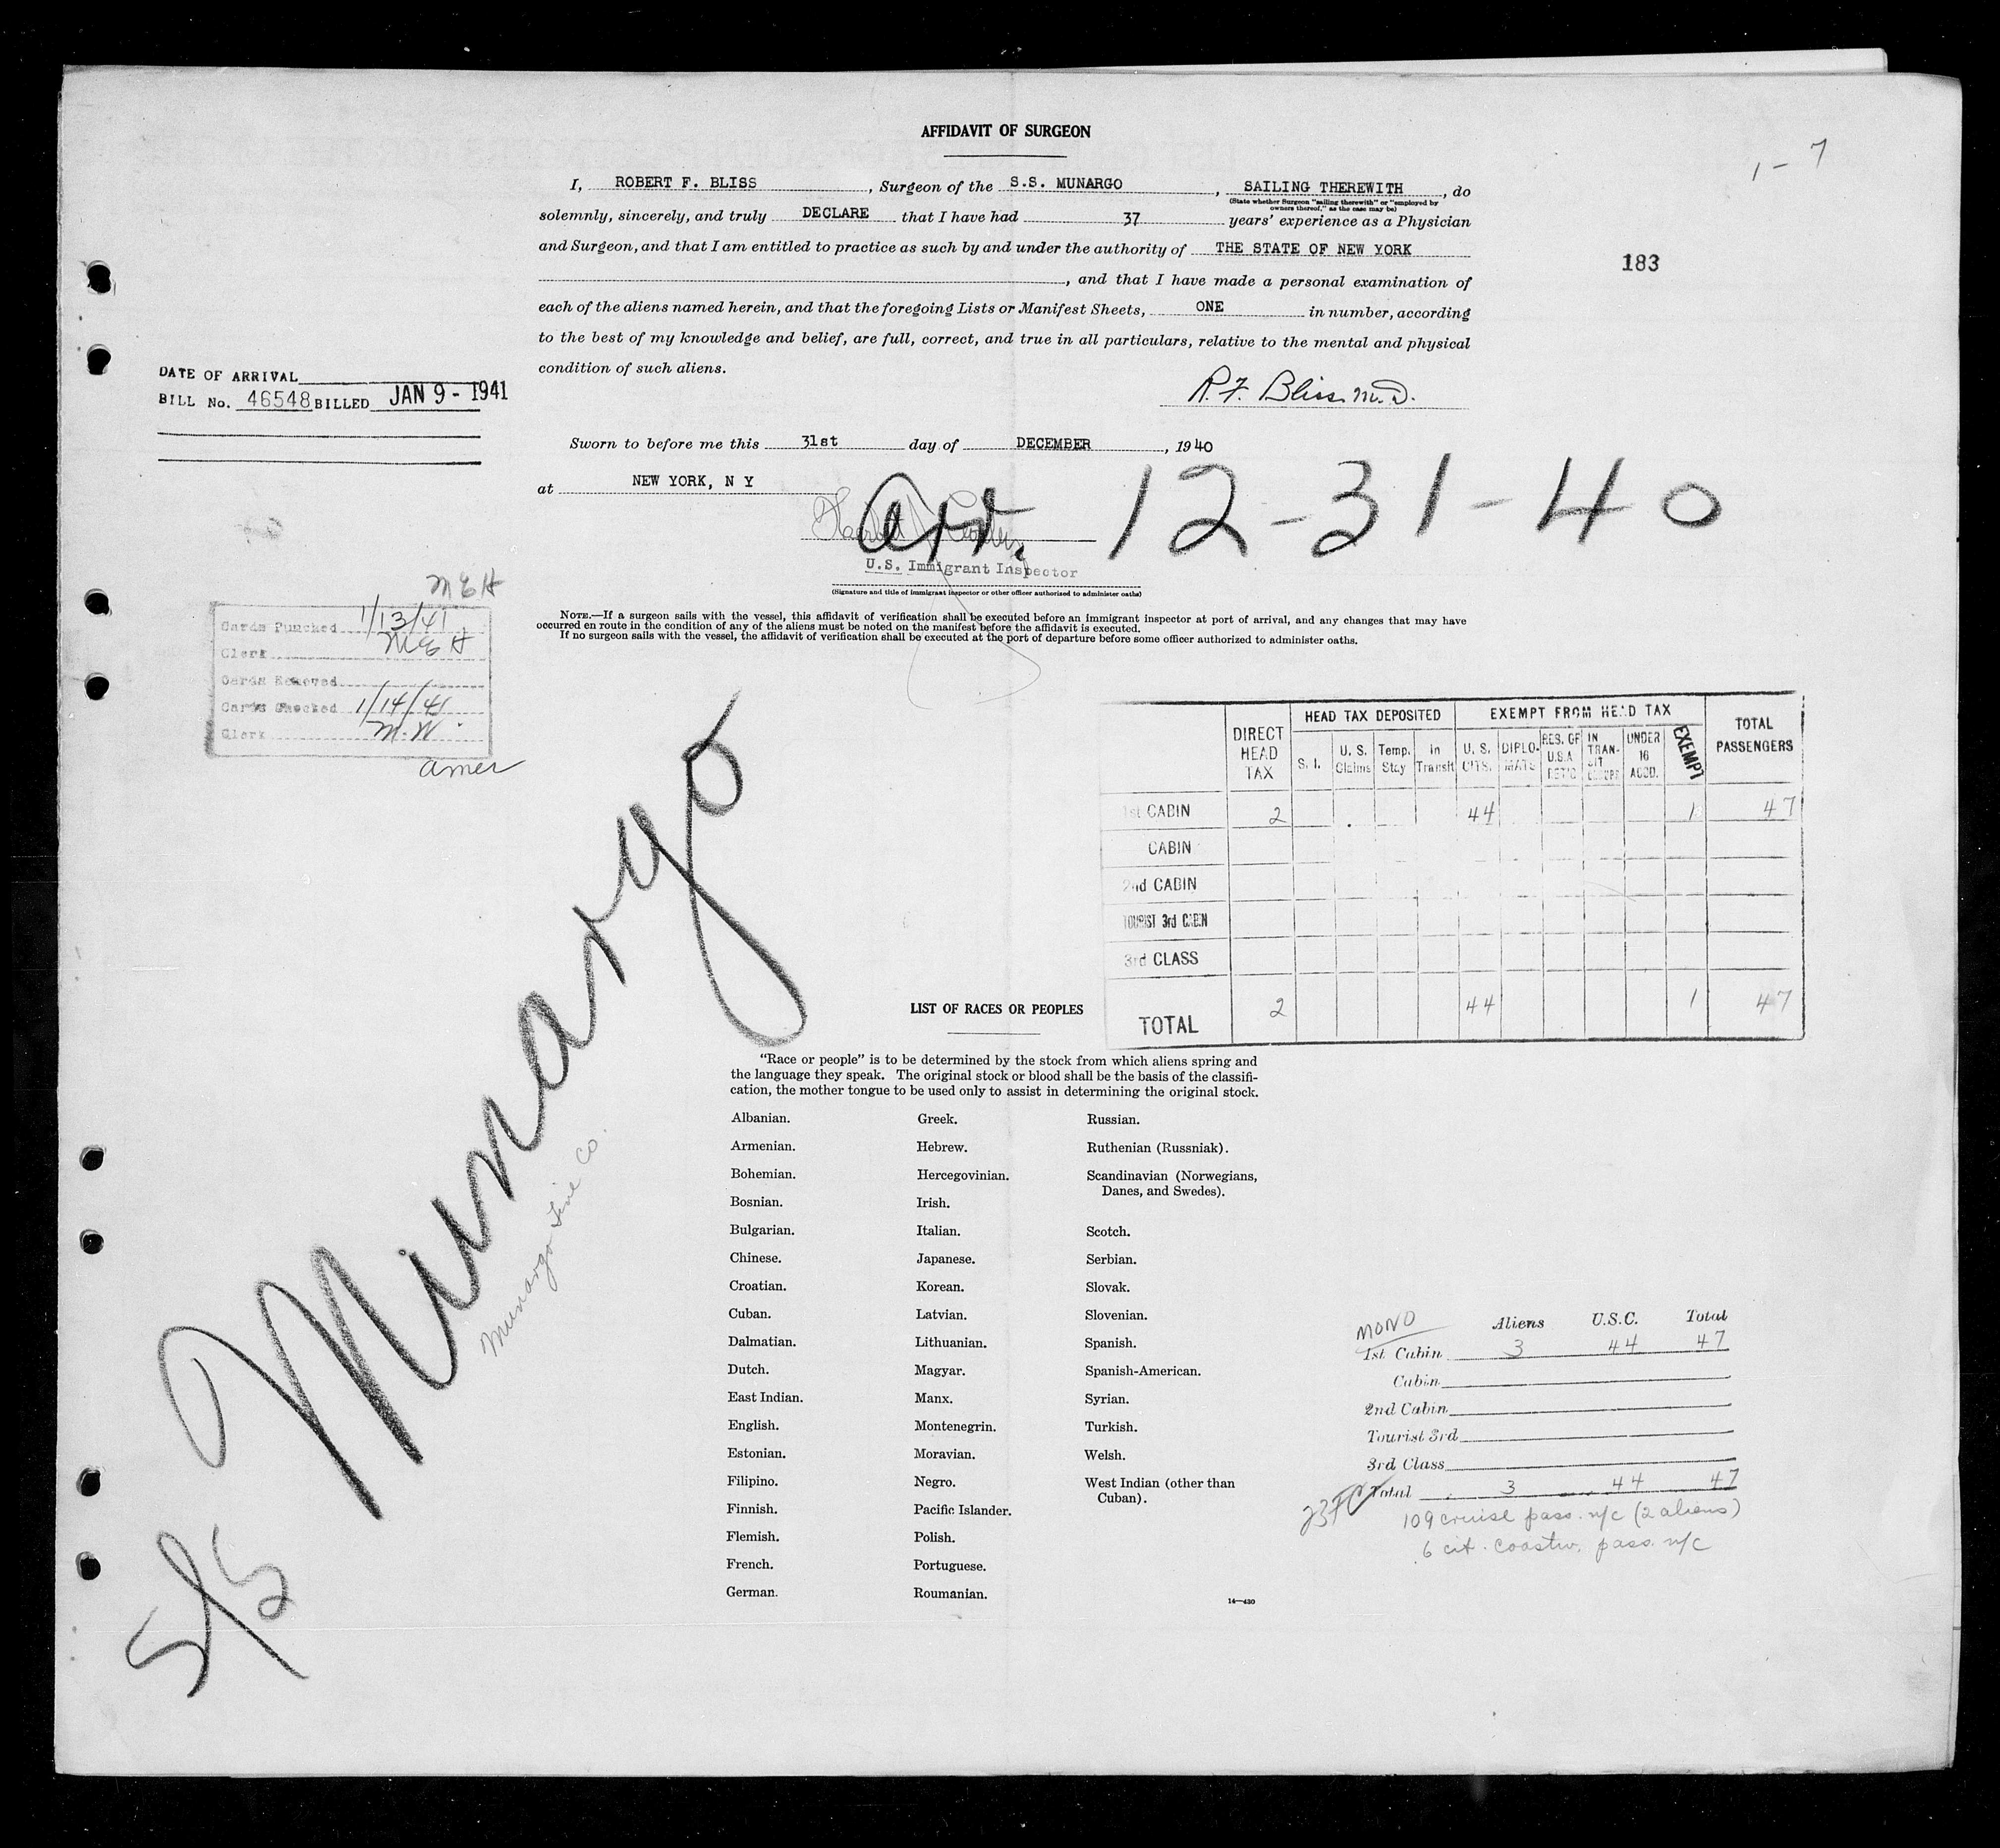 AFFIDAVIT OF SURGEON
1 - 7
I, ROBERT F. BLISS, Surgeon of the S.S. MUNARGO, SAILING THEREWITH, do
(State whether Surgeon "sailing therewith" or "employed by
owners thereof," as the case may be)
solemnly, sincerely, and truly DECLARE that I have had 37 years' experience as a Physician
and Surgeon, and that I am entitled to practice as such by and under the authority of THE STATE OF NEW YORK
183
, and that I have made a personal examination of
each of the aliens named herein, and that the foregoing Lists or Manifest Sheets, ONE in number, according
to the best of my knowledge and belief, are full, correct, and true in all particulars, relative to the mental and physical
condition of such aliens.
DATE OF ARRIVAL
BILL No. 46548 BILLED JAN 9 - 1941
R. F. Bliss M.D.
Sworn to before me this 31st day of DECEMBER, 1940
at NEW YORK, N Y
Arr. 12-31-40
U.S. Immigrant Inspector
(Signature and title of immigrant inspector or other officer authorized to administer oaths)
NOTE.—If a surgeon sails with the vessel, this affidavit of verification shall be executed before an immigrant inspector at port of arrival, and any changes that may have
occurred en route in the condition of any of the aliens must be noted on the manifest before the affidavit is executed.
If no surgeon sails with the vessel, the affidavit of verification shall be executed at the port of departure before some officer authorized to administer oaths.
MEH
Cards Punched 1/13/41
Clerk MEH
Cards Removed
Cards Checked 1/14/41
Clerk M.W.
amer
DIRECT HEAD TAX
HEAD TAX DEPOSITED
EXEMPT FROM HEAD TAX
TOTAL PASSENGERS
S. I.
U. S. Claims
Temp. Stay
In Transit
U. S. CITS.
DIPLO-MATS
RES. OF U.S.A RET'G
IN TRAN-SIT GROUPS
UNDER 16 ACCD.
EXEMPT
1st CABIN 2 44 1 47
CABIN
2nd CABIN
TOURIST 3rd CABIN
3rd CLASS
TOTAL 2 44 1 47
Munargo
Munargo Line Co.
S/S
LIST OF RACES OR PEOPLES
"Race or people" is to be determined by the stock from which aliens spring and
the language they speak. The original stock or blood shall be the basis of the classifi-
cation, the mother tongue to be used only to assist in determining the original stock.
Albanian.
Armenian.
Bohemian.
Bosnian.
Bulgarian.
Chinese.
Croatian.
Cuban.
Dalmatian.
Dutch.
East Indian.
English.
Estonian.
Filipino.
Finnish.
Flemish.
French.
German.
Greek.
Hebrew.
Hercegovinian.
Irish.
Italian.
Japanese.
Korean.
Latvian.
Lithuanian.
Magyar.
Manx.
Montenegrin.
Moravian.
Negro.
Pacific Islander.
Polish.
Portuguese.
Roumanian.
Russian.
Ruthenian (Russniak).
Scandinavian (Norwegians,
Danes, and Swedes).
Scotch.
Serbian.
Slovak.
Slovenian.
Spanish.
Spanish-American.
Syrian.
Turkish.
Welsh.
West Indian (other than
Cuban).
14—430
MONO Aliens U.S.C. Total
1st Cabin 3 44 47
Cabin
2nd Cabin
Tourist 3rd
3rd Class
Total 3 44 47
109 cruise pass. n/c (2 aliens)
6 cit. coastw. pass. n/c